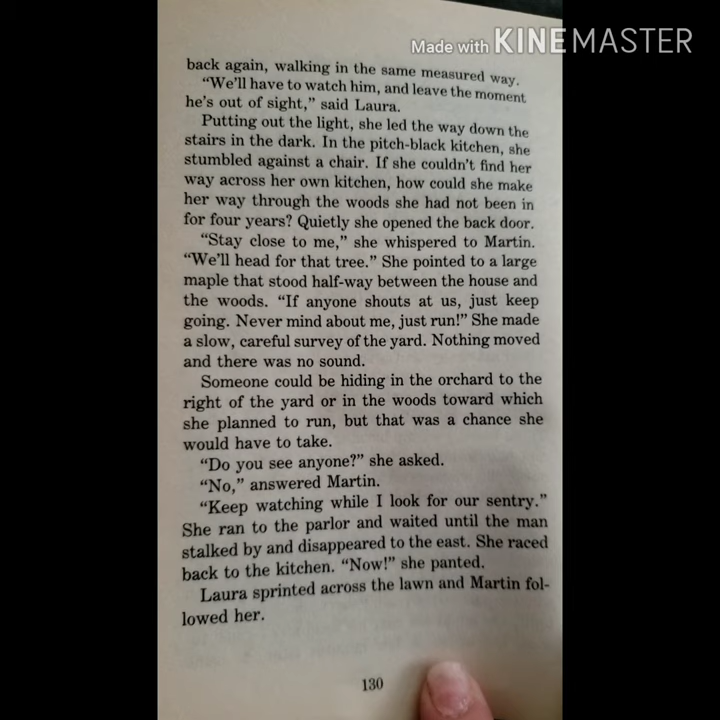 Made with KINEMASTER
back again, walking in the same measured way.
“We’ll have to watch him, and leave the moment
he’s out of sight,” said Laura.
Putting out the light, she led the way down the
stairs in the dark. In the pitch-black kitchen, she
stumbled against a chair. If she couldn’t find her
way across her own kitchen, how could she make
her way through the woods she had not been in
for four years? Quietly she opened the back door.
“Stay close to me,” she whispered to Martin.
“We’ll head for that tree.” She pointed to a large
maple that stood half-way between the house and
the woods. “If anyone shouts at us, just keep
going. Never mind about me, just run!” She made
a slow, careful survey of the yard. Nothing moved
and there was no sound.
Someone could be hiding in the orchard to the
right of the yard or in the woods toward which
she planned to run, but that was a chance she
would have to take.
“Do you see anyone?” she asked.
“No,” answered Martin.
“Keep watching while I look for our sentry.”
She ran to the parlor and waited until the man
stalked by and disappeared to the east. She raced
back to the kitchen. “Now!” she panted.
Laura sprinted across the lawn and Martin fol-
lowed her.
130